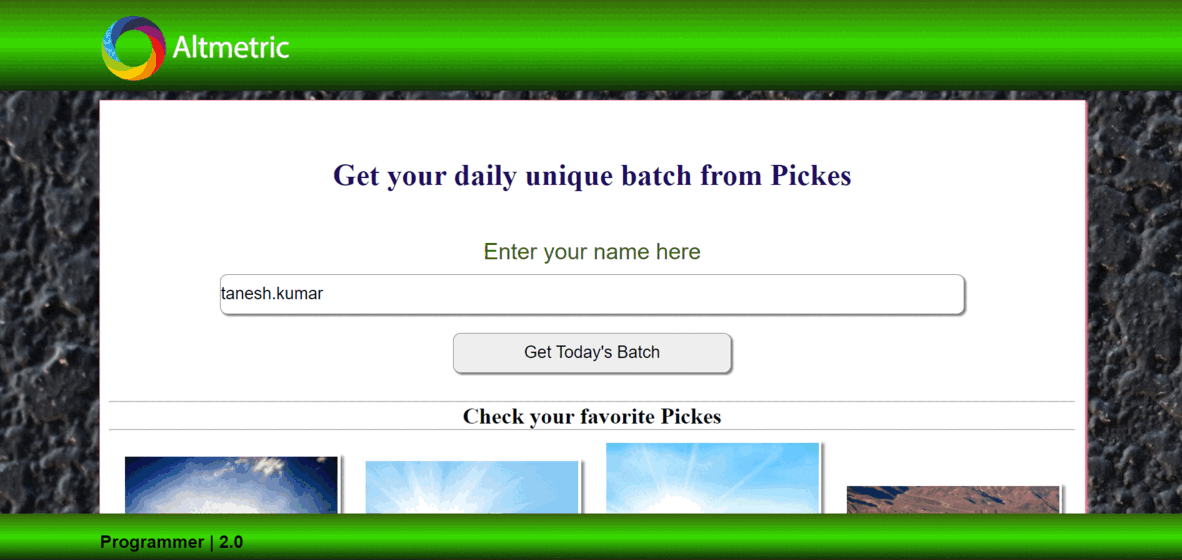 Altmetric
Get your daily unique batch from Pickes
Enter your name here
tanesh.kumar
Get Today's Batch
Check your favorite Pickes
Programmer | 2.0